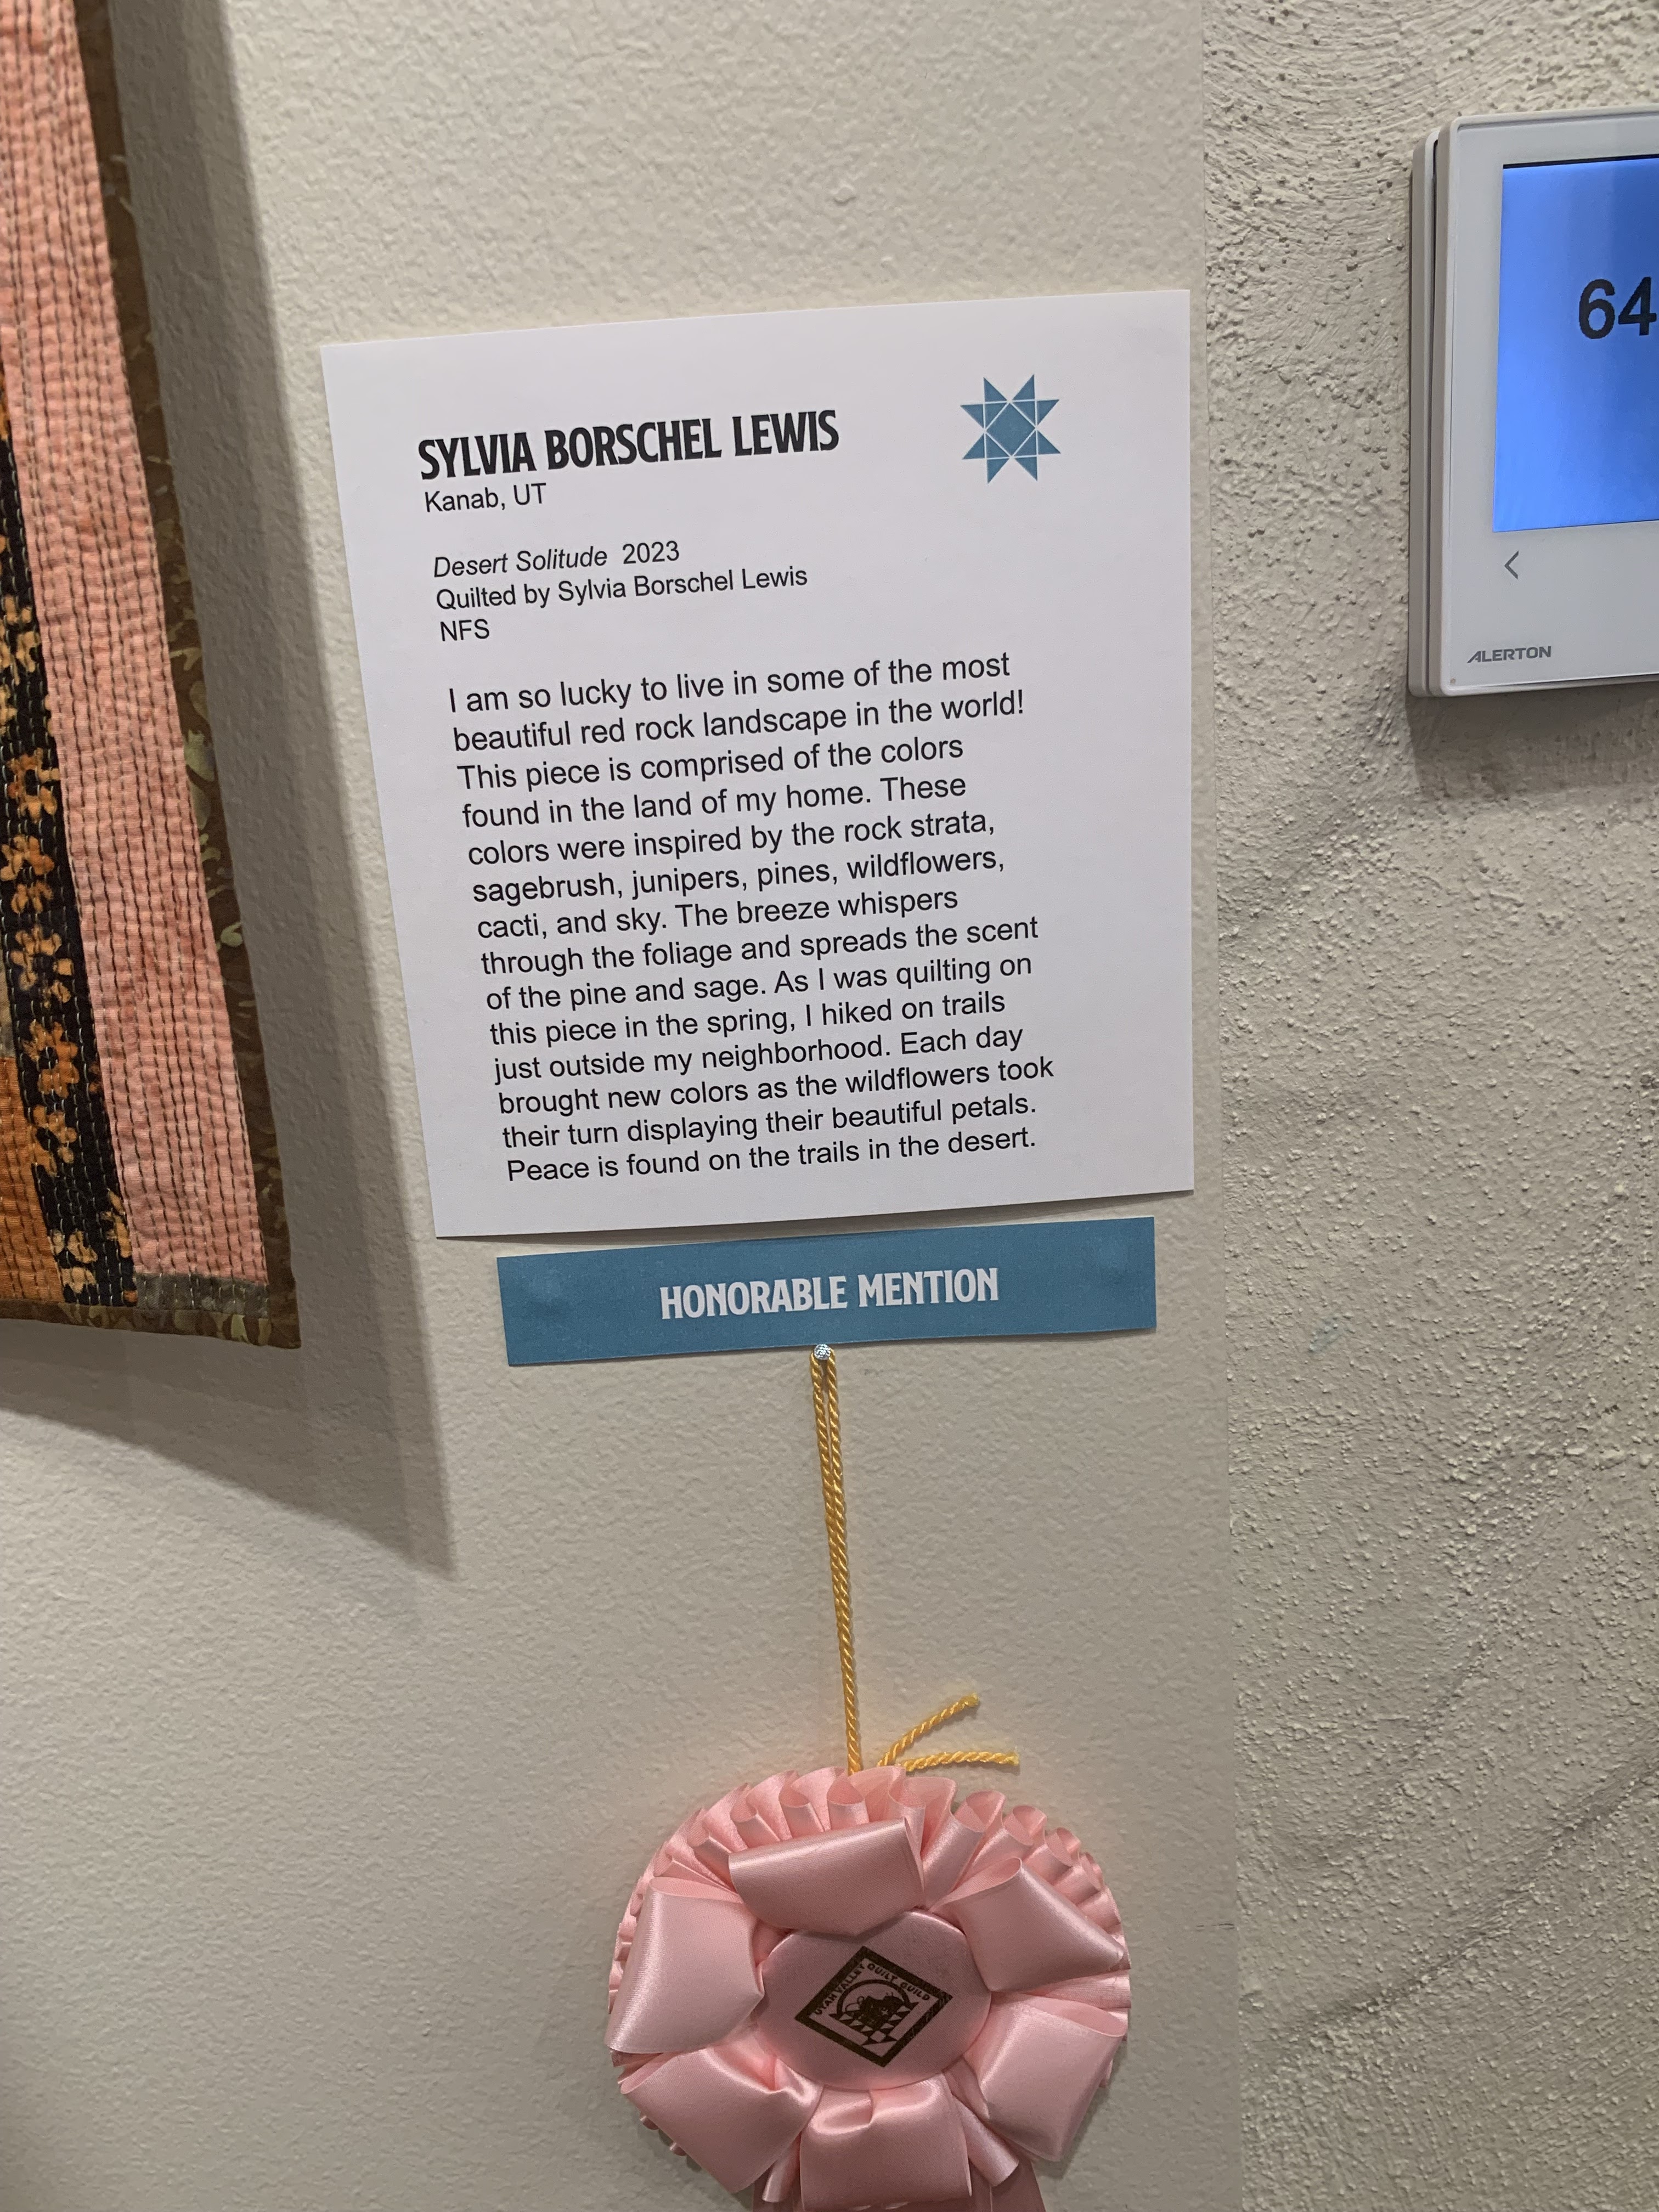 SYLVIA BORSCHEL LEWIS
Kanab, UT
Desert Solitude 2023
Quilted by Sylvia Borschel Lewis
NFS
I am so lucky to live in some of the most
beautiful red rock landscape in the world!
This piece is comprised of the colors
found in the land of my home. These
colors were inspired by the rock strata,
sagebrush, junipers, pines, wildflowers,
cacti, and sky. The breeze whispers
through the foliage and spreads the scent
of the pine and sage. As I was quilting on
this piece in the spring, I hiked on trails
just outside my neighborhood. Each day
brought new colors as the wildflowers took
their turn displaying their beautiful petals.
Peace is found on the trails in the desert.
HONORABLE MENTION
UTAH VALLEY QUILT GUILD
64
<
ALERTON